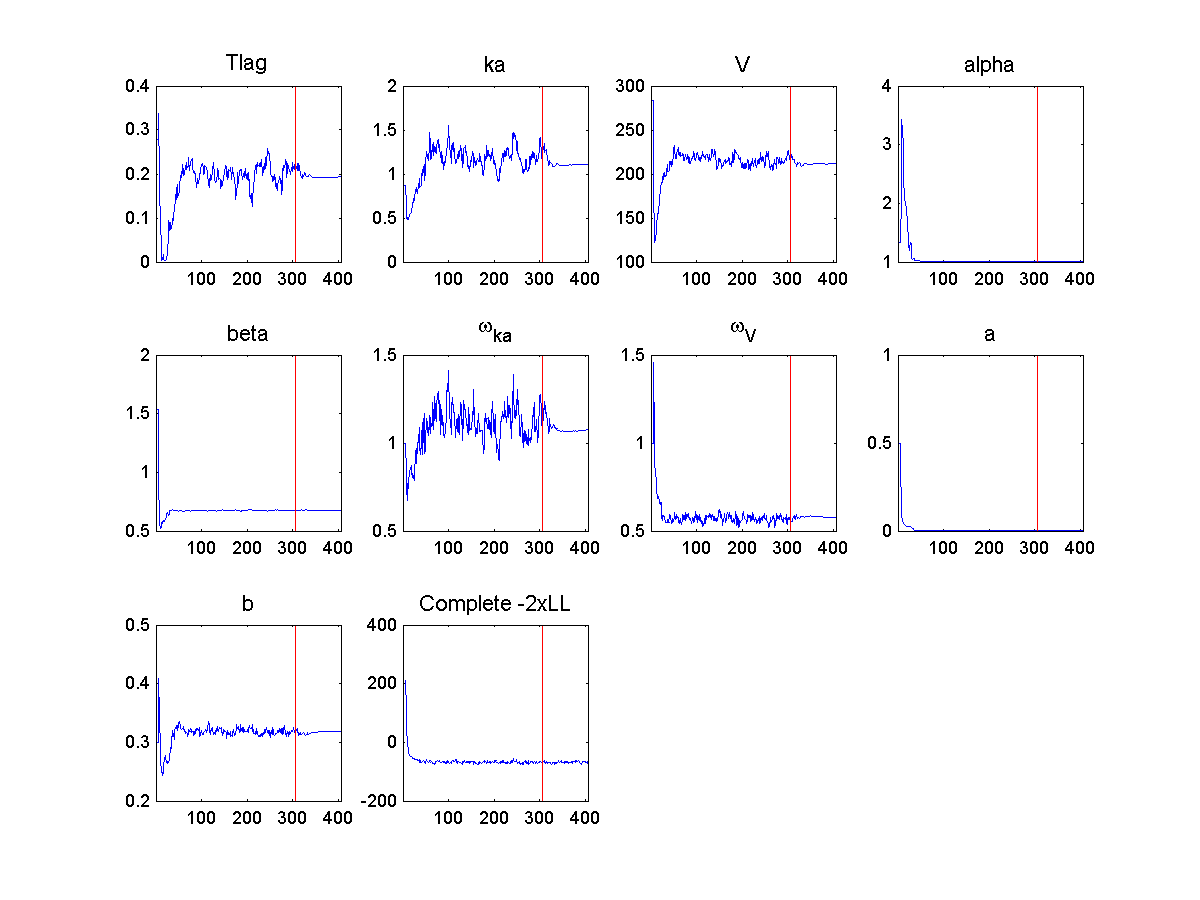 Tlag ka V alpha
0.4 2 300 4
0.3 1.5 250 3
0.2 1 200 2
0.1 0.5 150
0 0 100 1
100 200 300 400 100 200 300 400 100 200 300 400 100 200 300 400
beta ω_ka ω_V a
2 1.5 1.5 1
1.5
1 1 1 0.5
0.5 0.5 0.5 0
100 200 300 400 100 200 300 400 100 200 300 400 100 200 300 400
b Complete -2xLL
0.5 400
0.4 200
0.3 0
0.2 -200
100 200 300 400 100 200 300 400